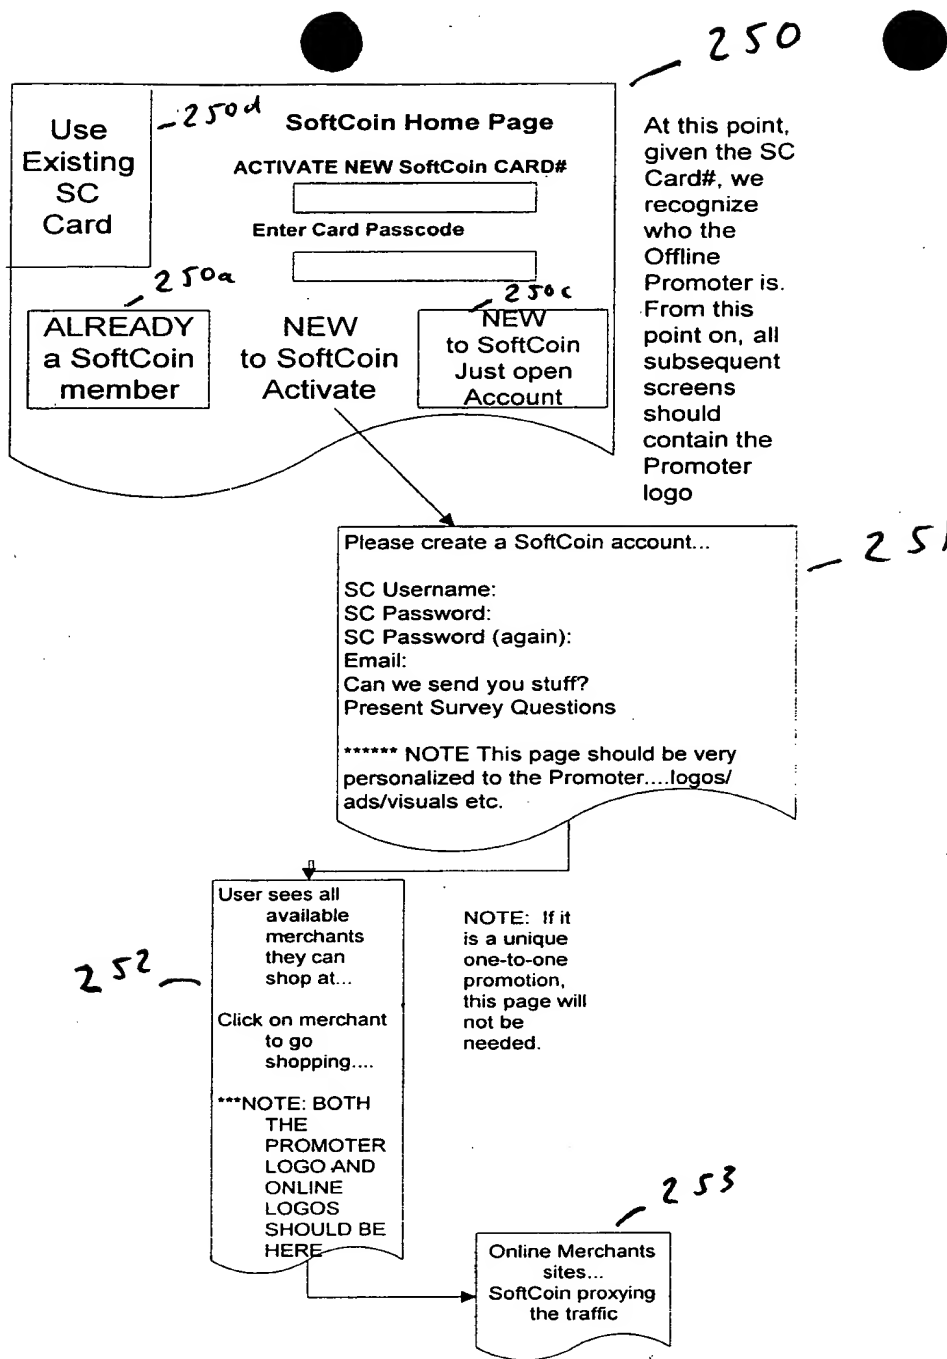 250
Use
Existing
SC
Card
250d
SoftCoin Home Page
ACTIVATE NEW SoftCoin CARD#
Enter Card Passcode
250a
250c
ALREADY
a SoftCoin
member
NEW
to SoftCoin
Activate
NEW
to SoftCoin
Just open
Account
At this point,
given the SC
Card#, we
recognize
who the
Offline
Promoter is.
From this
point on, all
subsequent
screens
should
contain the
Promoter
logo
251
Please create a SoftCoin account...
SC Username:
SC Password:
SC Password (again):
Email:
Can we send you stuff?
Present Survey Questions
****** NOTE This page should be very
personalized to the Promoter....logos/
ads/visuals etc.
252
User sees all
available
merchants
they can
shop at...
Click on merchant
to go
shopping....
***NOTE: BOTH
THE
PROMOTER
LOGO AND
ONLINE
LOGOS
SHOULD BE
HERE
NOTE: If it
is a unique
one-to-one
promotion,
this page will
not be
needed.
253
Online Merchants
sites...
SoftCoin proxying
the traffic